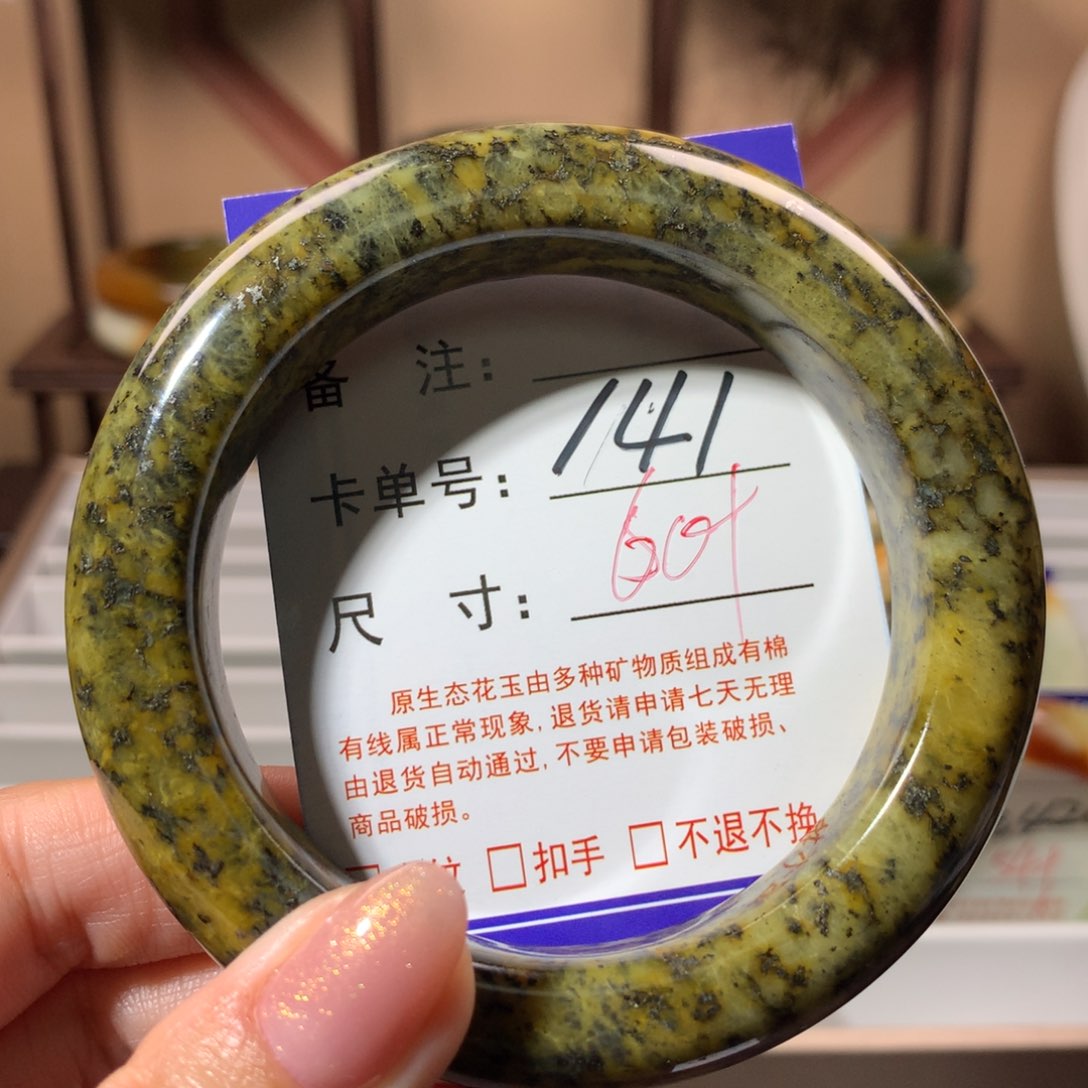 备 注：
141
卡单号：
60+
尺 寸：
原生态花玉由多种矿物质组成有棉
有线属正常现象，退货请申请七天无理
由退货自动通过，不要申请包装破损、
商品破损。
□扣手 □不退不换